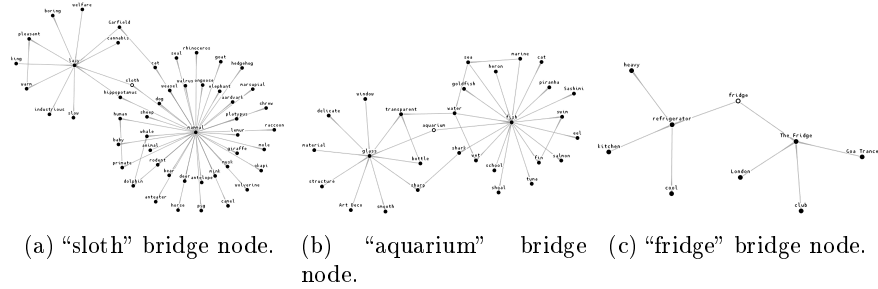 welfare
boring
Garfield
pleasant
cannabis
king
lazy
warm
industrious
slow
cat
sloth
seal
rhinoceros
goat
hedgehog
weasel
walrus
mongoose
elephant
marsupial
hippopotamus
dog
aardvark
shrew
human
sheep
platypus
raccoon
whale
mammal
lemur
baby
animal
giraffe
mole
primate
rodent
musk
okapi
dolphin
bear
deer
antelope
mink
wolverine
anteater
horse
pig
camel
(a) “sloth” bridge node.
window
delicate
transparent
material
glass
bottle
structure
sharp
Art Deco
smooth
aquarium
sea
marine
cat
heron
goldfish
piranha
Sashimi
water
fish
swim
eel
shark
eat
school
fin
salmon
shoal
tuna
(b) “aquarium” bridge
node.
heavy
fridge
refrigerator
kitchen
cool
The Fridge
Goa Trance
London
club
(c) “fridge” bridge node.